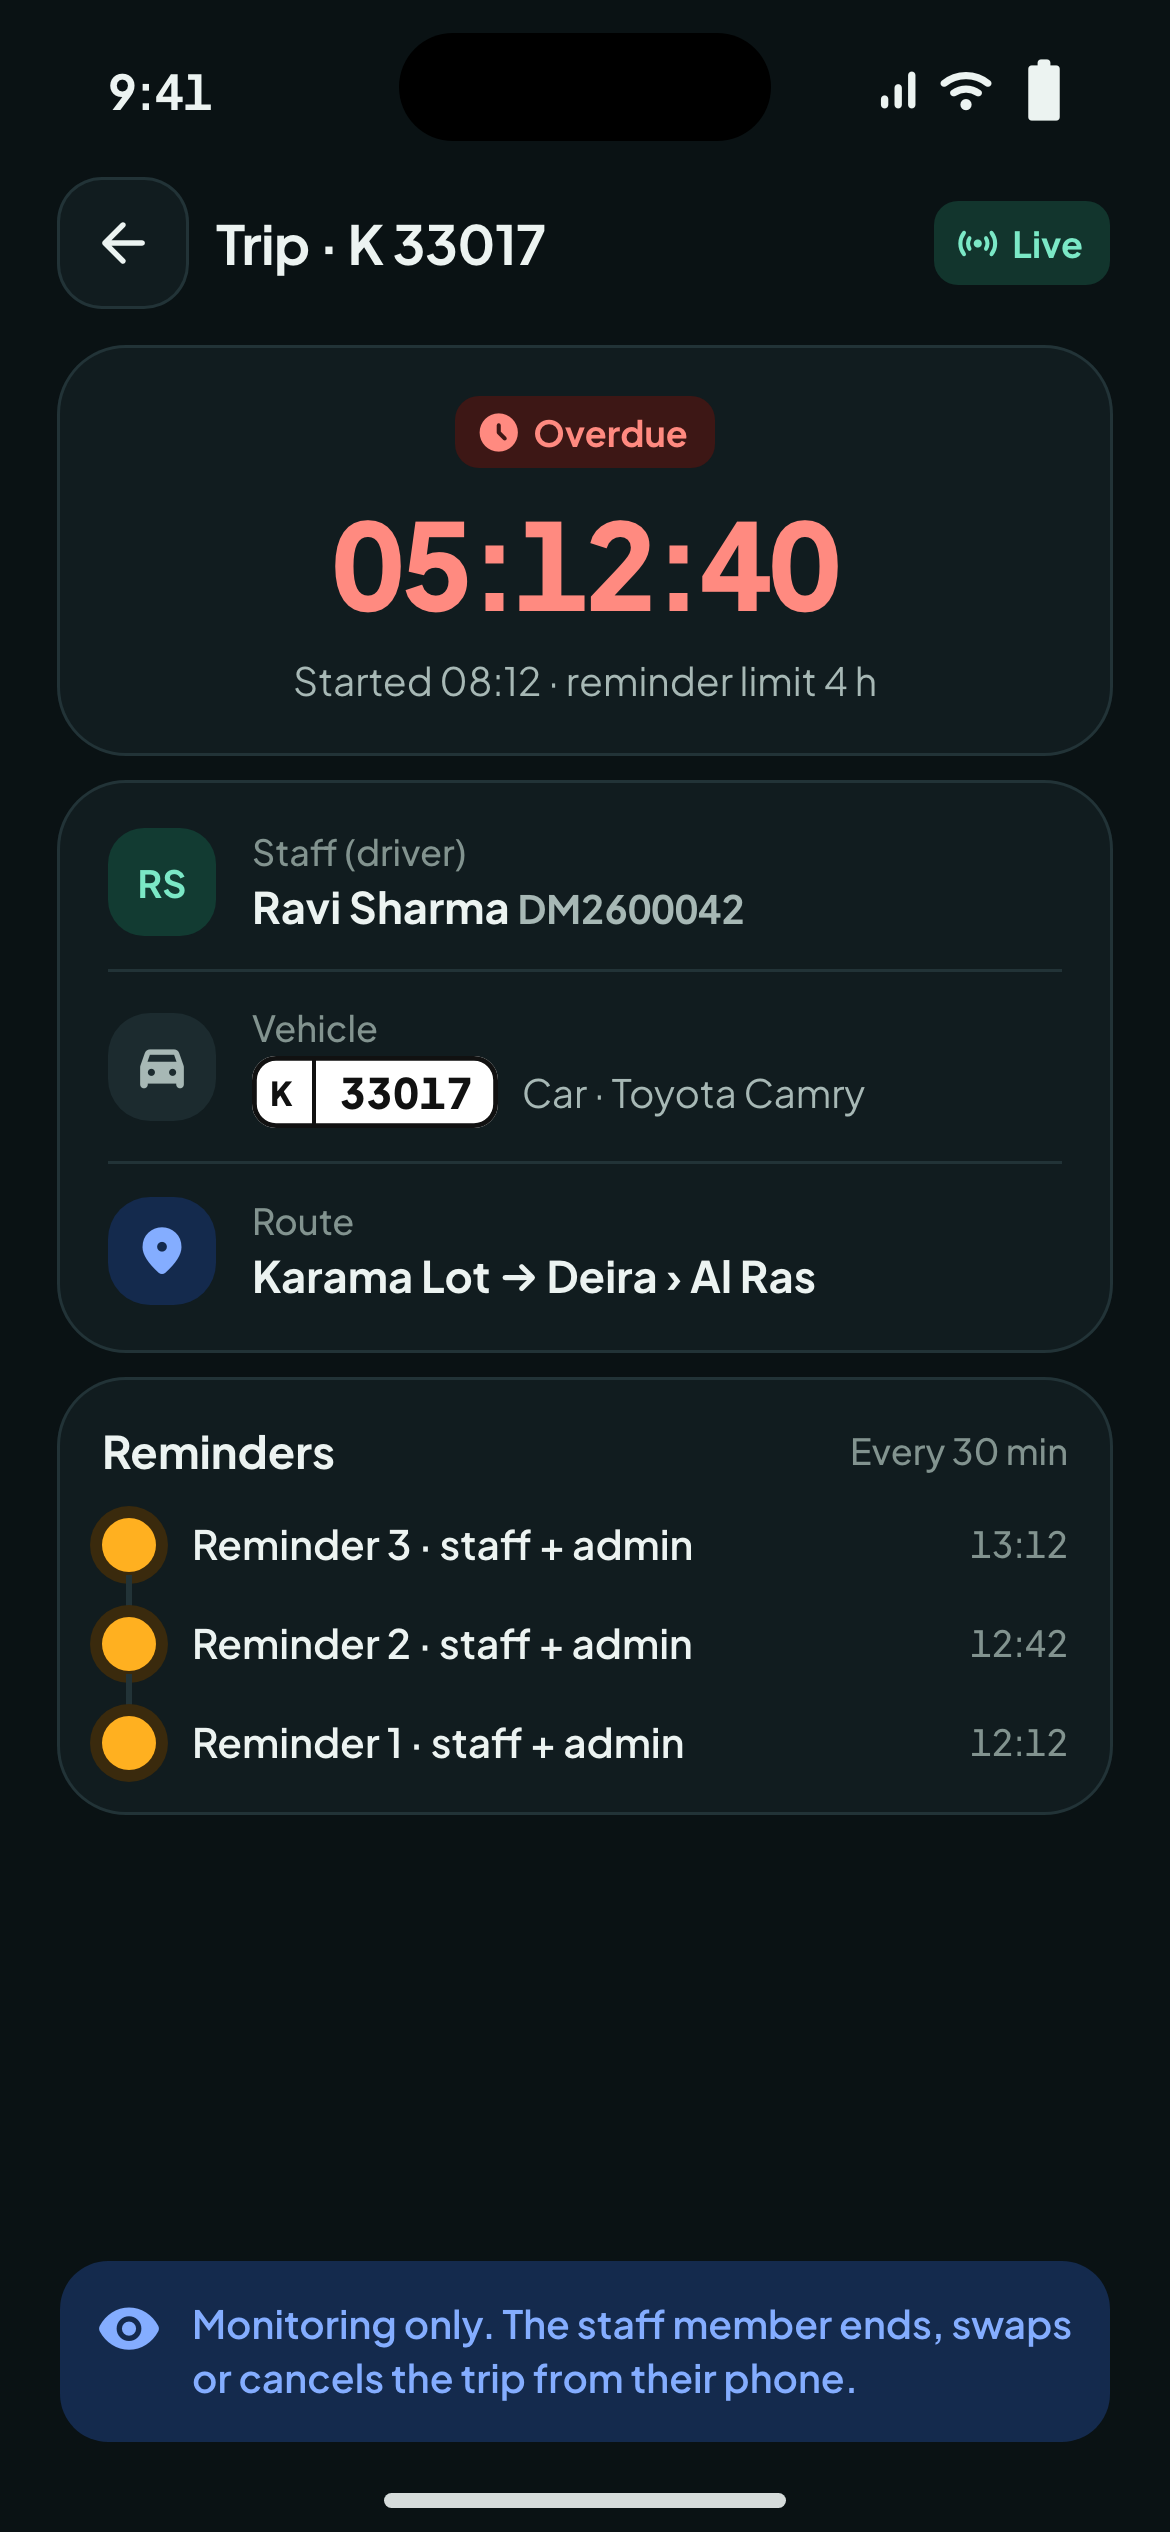 9:41
Trip · K 33017
Live
Overdue
05:12:40
Started 08:12 · reminder limit 4 h
RS
Staff (driver)
Ravi Sharma DM2600042
Vehicle
K 33017 Car · Toyota Camry
Route
Karama Lot → Deira › Al Ras
Reminders Every 30 min
Reminder 3 · staff + admin 13:12
Reminder 2 · staff + admin 12:42
Reminder 1 · staff + admin 12:12
Monitoring only. The staff member ends, swaps
or cancels the trip from their phone.